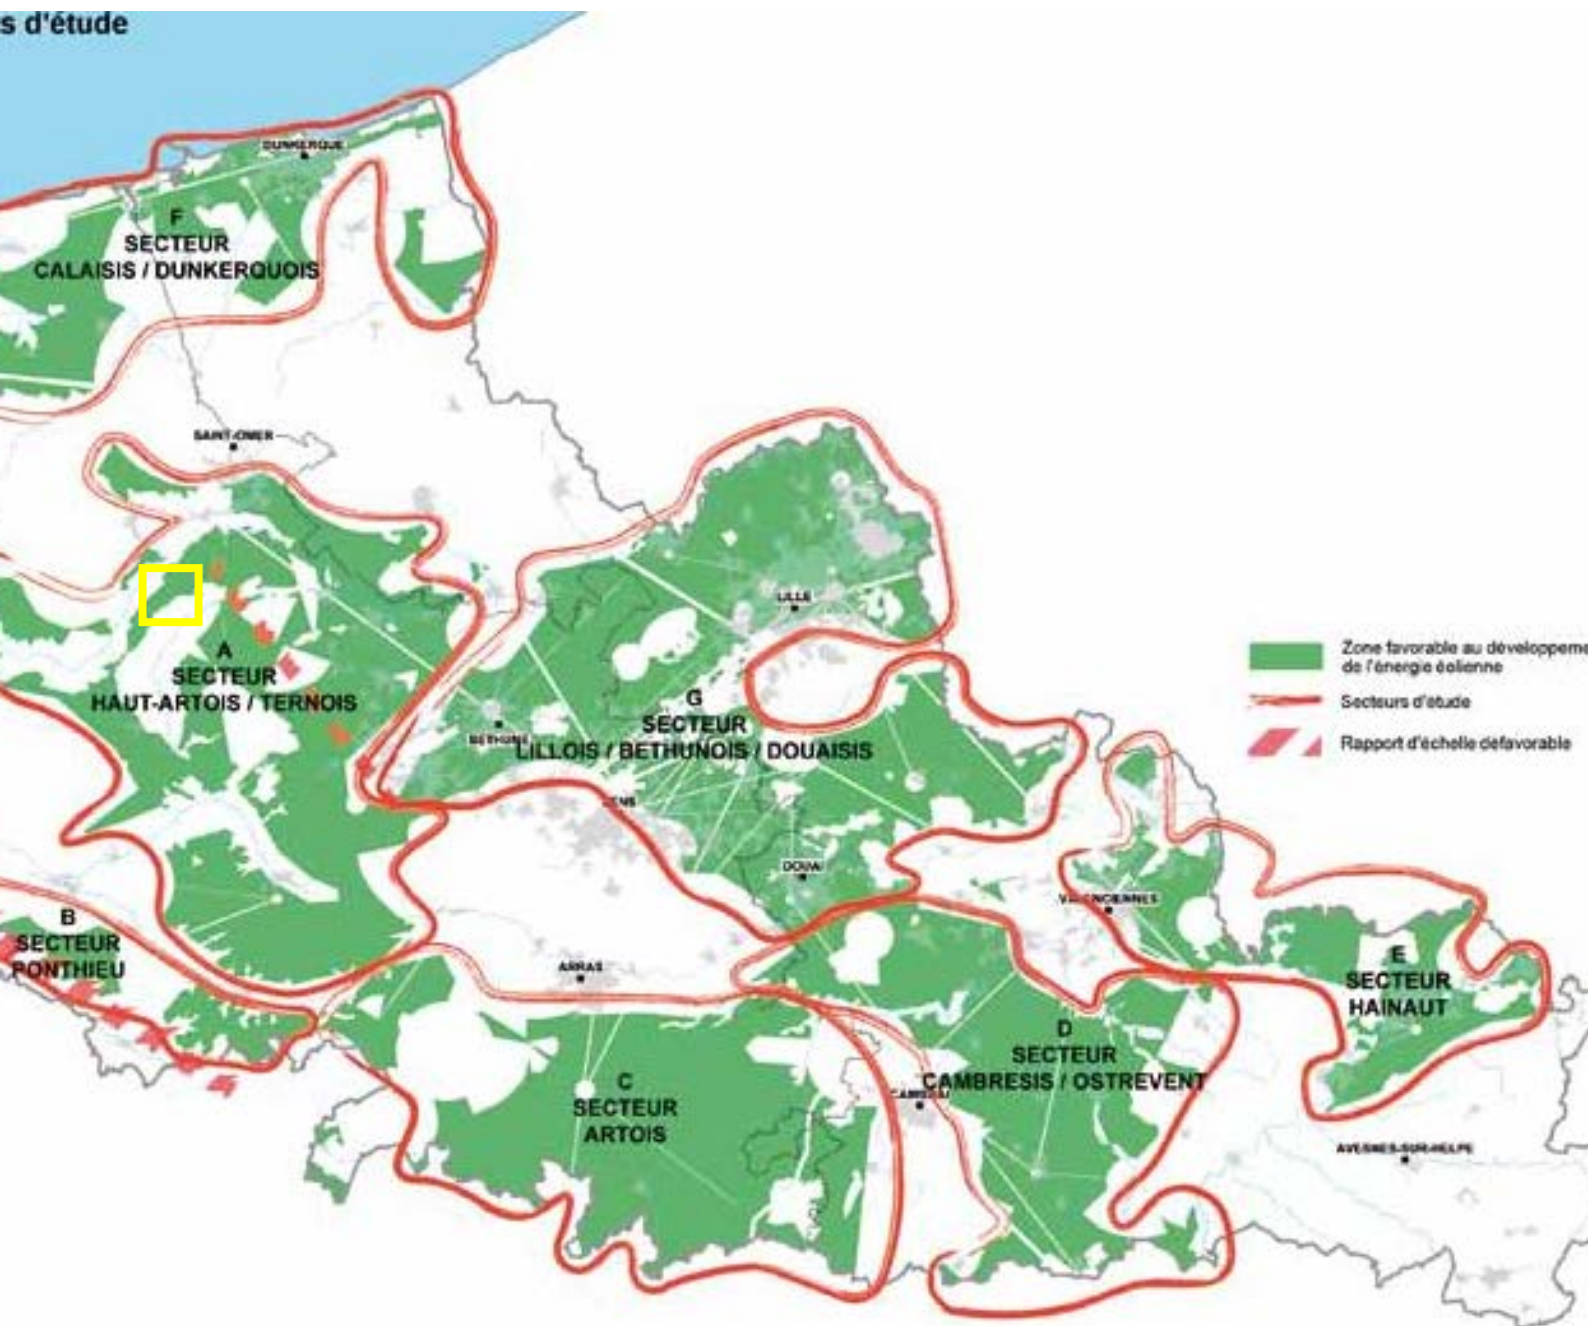 s d'étude
DUNKERQUE
F
SECTEUR
CALAISIS / DUNKERQUOIS
SAINT-OMER
LILLE
A
SECTEUR
HAUT-ARTOIS / TERNOIS
G
SECTEUR
LILLOIS / BETHUNOIS / DOUAISIS
BETHUNE
LENS
DOUAI
VALENCIENNES
B
SECTEUR
PONTHIEU
ARRAS
E
SECTEUR
HAINAUT
D
SECTEUR
CAMBRESIS / OSTREVENT
CAMBRAI
C
SECTEUR
ARTOIS
AVESNES-SUR-HELPE
Zone favorable au développeme
de l'énergie éolienne
Secteurs d'étude
Rapport d'échelle défavorable